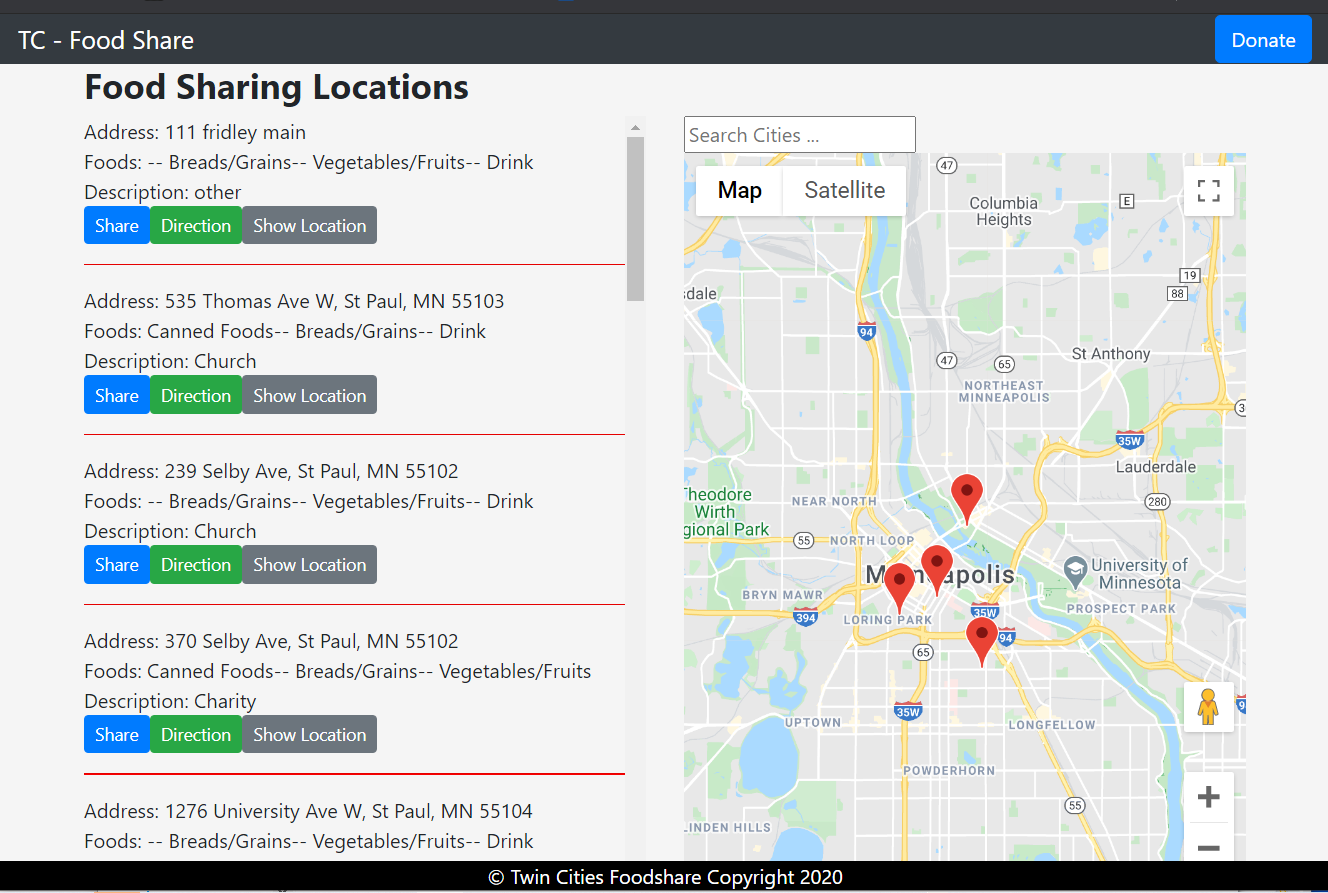 TC - Food Share
Donate
Food Sharing Locations
Address: 111 fridley main
Foods: -- Breads/Grains-- Vegetables/Fruits-- Drink
Description: other
Share Direction Show Location
Address: 535 Thomas Ave W, St Paul, MN 55103
Foods: Canned Foods-- Breads/Grains-- Drink
Description: Church
Share Direction Show Location
Address: 239 Selby Ave, St Paul, MN 55102
Foods: -- Breads/Grains-- Vegetables/Fruits-- Drink
Description: Church
Share Direction Show Location
Address: 370 Selby Ave, St Paul, MN 55102
Foods: Canned Foods-- Breads/Grains-- Vegetables/Fruits
Description: Charity
Share Direction Show Location
Address: 1276 University Ave W, St Paul, MN 55104
Foods: -- Breads/Grains-- Vegetables/Fruits-- Drink
Search Cities ...
Map Satellite
47
Columbia
Heights
E
19
88
dale
94
47
65
St Anthony
NORTHEAST
MINNEAPOLIS
35W
Lauderdale
280
Theodore
Wirth
gional Park
NEAR NORTH
55
NORTH LOOP
M apolis
University of
Minnesota
BRYN MAWR
394
LORING PARK
35W
94
PROSPECT PARK
65
35W
UPTOWN
LONGFELLOW
POWDERHORN
55
LINDEN HILLS
© Twin Cities Foodshare Copyright 2020